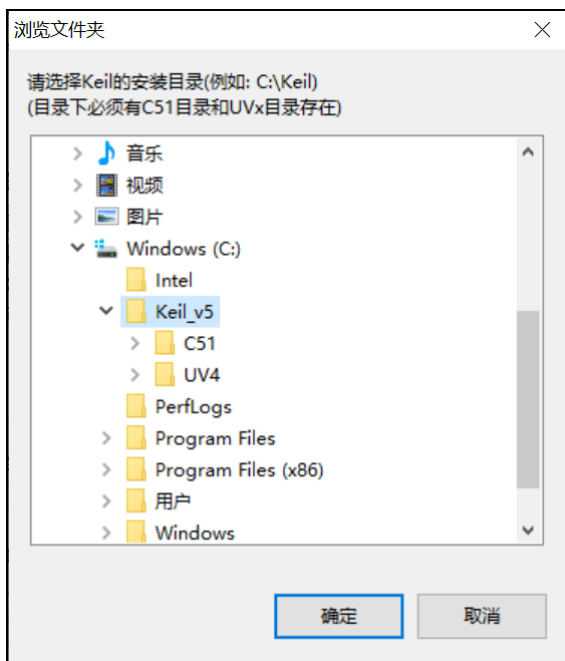 浏览文件夹
请选择Keil的安装目录(例如: C:\Keil)
(目录下必须有C51目录和UVx目录存在)
音乐
视频
图片
Windows (C:)
Intel
Keil_v5
C51
UV4
PerfLogs
Program Files
Program Files (x86)
用户
Windows
确定
取消